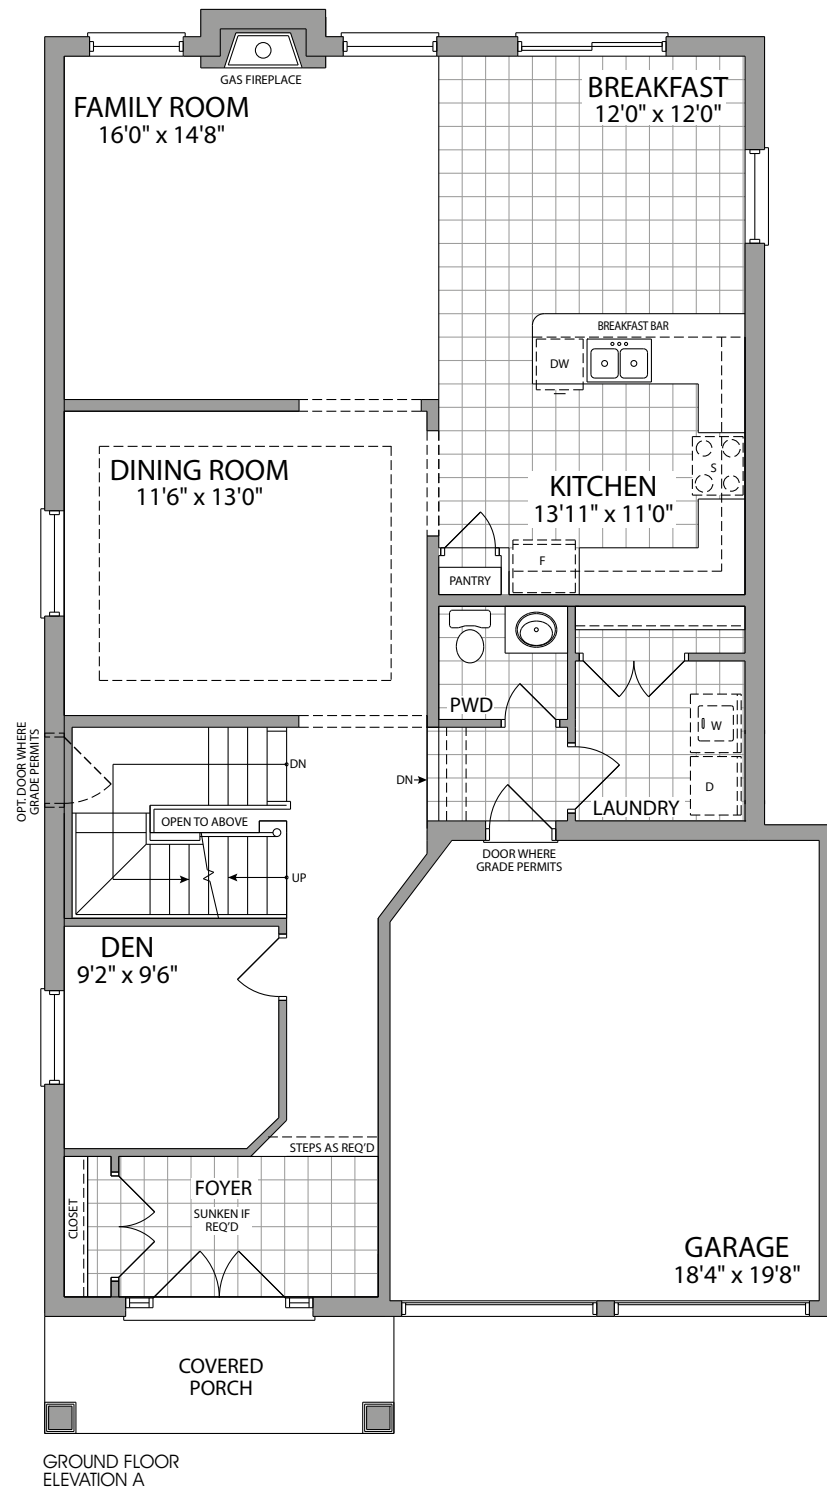 GAS FIREPLACE
FAMILY ROOM
16'0" x 14'8"
BREAKFAST
12'0" x 12'0"
BREAKFAST BAR
DW
S
DINING ROOM
11'6" x 13'0"
KITCHEN
13'11" x 11'0"
F
PANTRY
PWD
OPT. DOOR WHERE
GRADE PERMITS
DN
DN
W
D
LAUNDRY
OPEN TO ABOVE
DOOR WHERE
GRADE PERMITS
UP
DEN
9'2" x 9'6"
STEPS AS REQ'D
FOYER
SUNKEN IF
REQ'D
CLOSET
GARAGE
18'4" x 19'8"
COVERED
PORCH
GROUND FLOOR
ELEVATION A